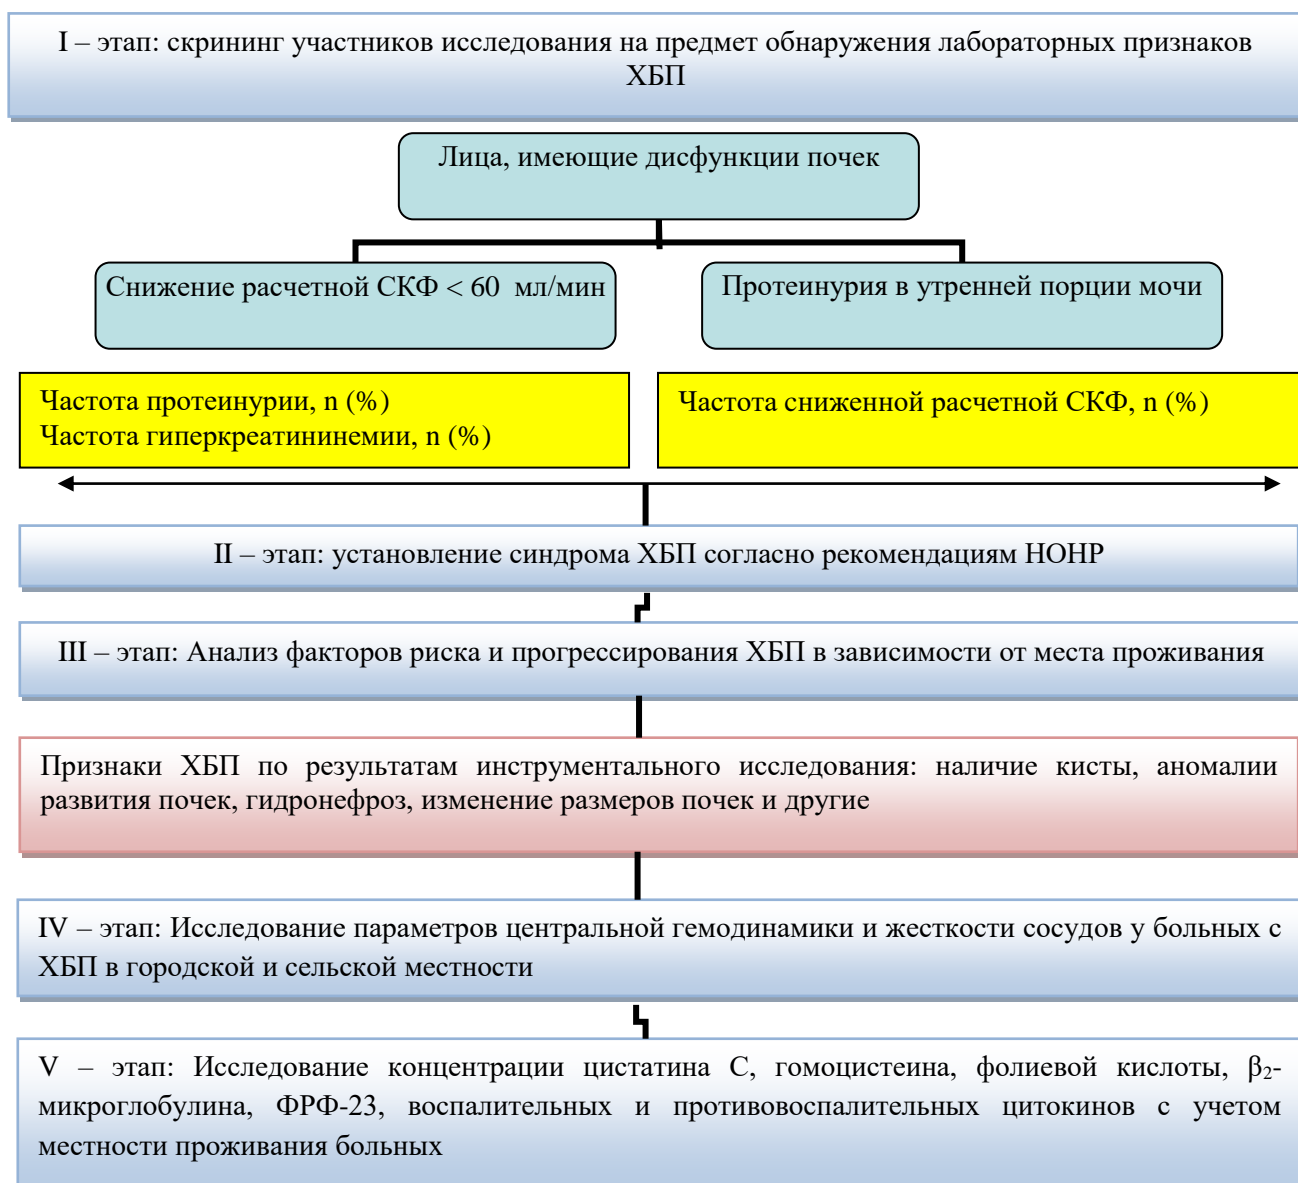 I – этап: скрининг участников исследования на предмет обнаружения лабораторных признаков
ХБП
Лица, имеющие дисфункции почек
Снижение расчетной СКФ < 60 мл/мин
Протеинурия в утренней порции мочи
Частота протеинурии, n (%)
Частота гиперкреатининемии, n (%)
Частота сниженной расчетной СКФ, n (%)
II – этап: установление синдрома ХБП согласно рекомендациям НОНР
III – этап: Анализ факторов риска и прогрессирования ХБП в зависимости от места проживания
Признаки ХБП по результатам инструментального исследования: наличие кисты, аномалии
развития почек, гидронефроз, изменение размеров почек и другие
IV – этап: Исследование параметров центральной гемодинамики и жесткости сосудов у больных с
ХБП в городской и сельской местности
V – этап: Исследование концентрации цистатина С, гомоцистеина, фолиевой кислоты, β₂-
микроглобулина, ФРФ-23, воспалительных и противовоспалительных цитокинов с учетом
местности проживания больных